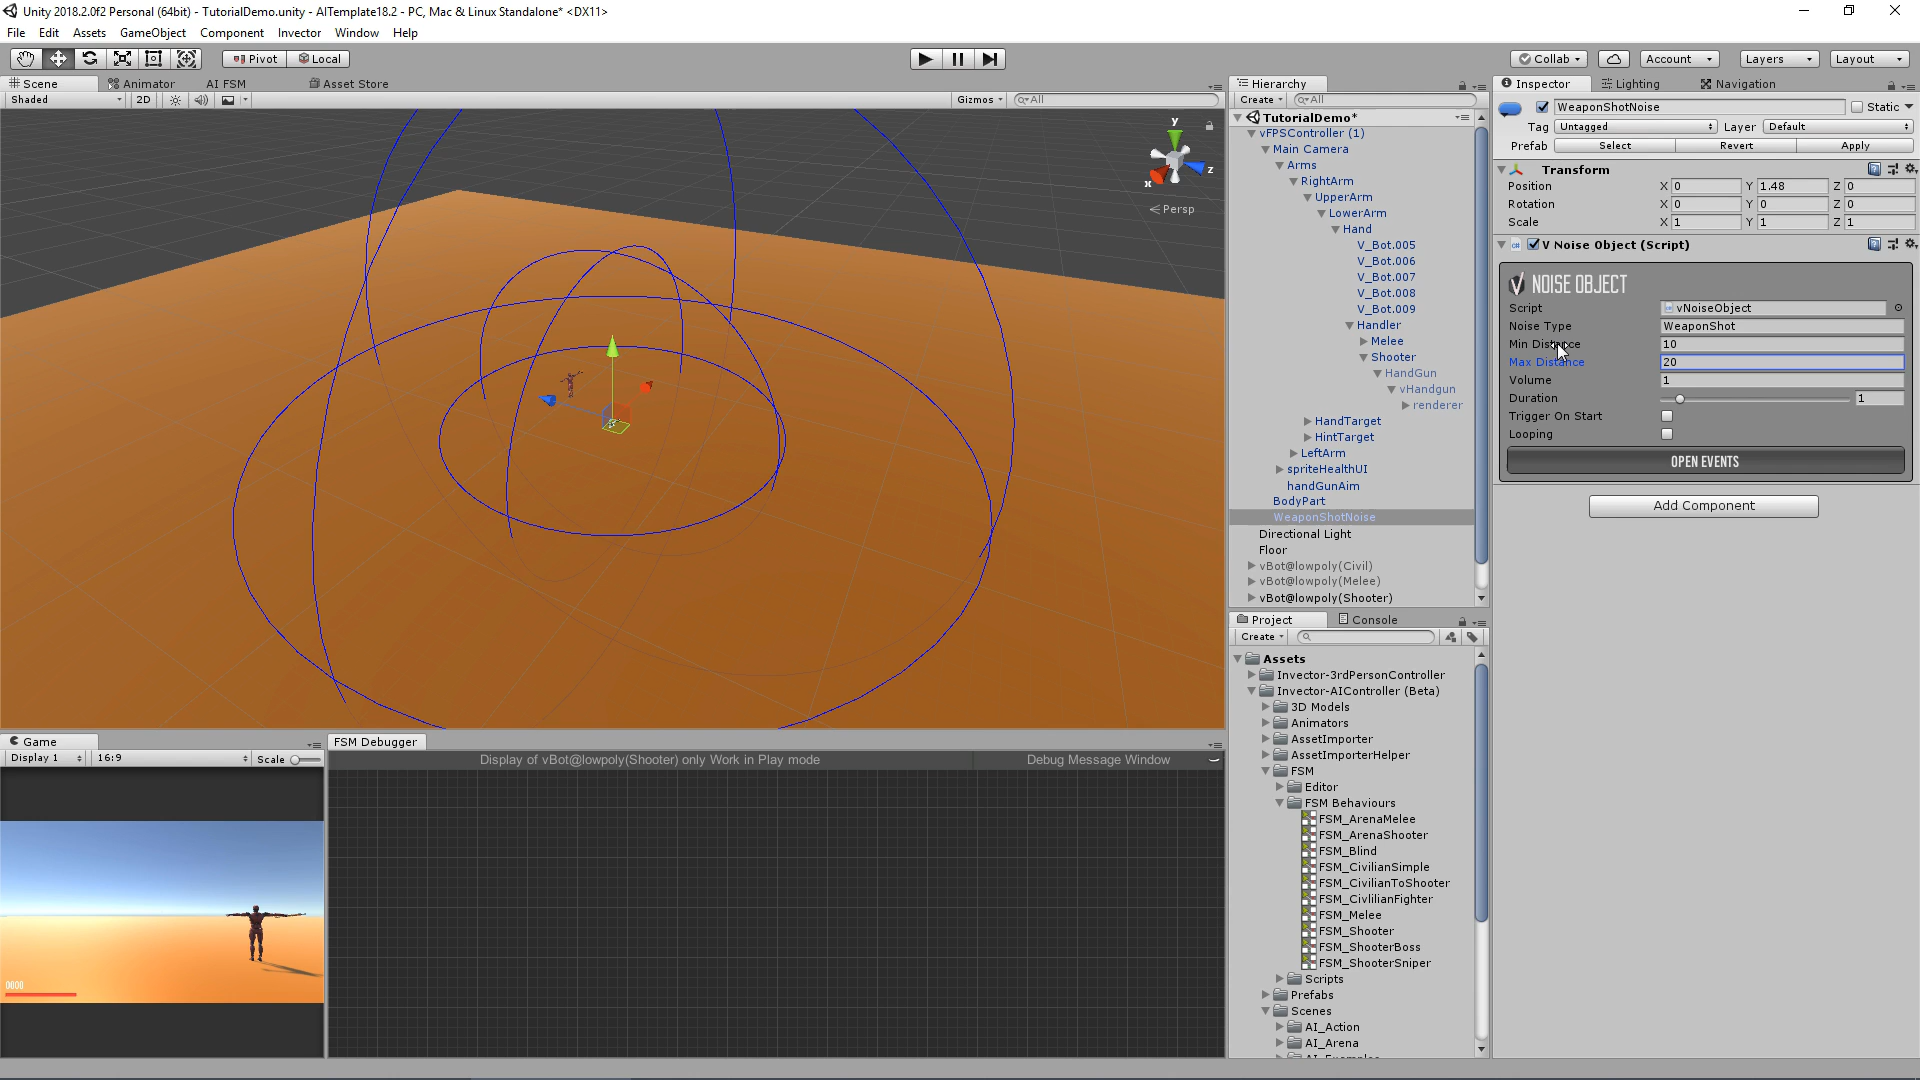 Unity 2018.2.0f2 Personal (64bit) - TutorialDemo.unity - AITemplate18.2 - PC, Mac & Linux Standalone* <DX11>
File Edit Assets GameObject Component Invector Window Help
Pivot Local Collab Account Layers Layout
Scene Animator AI FSM Asset Store
Shaded 2D Gizmos All
y
z
x
Persp
Hierarchy
Create All
TutorialDemo*
vFPSController (1)
Main Camera
Arms
RightArm
UpperArm
LowerArm
Hand
V_Bot.005
V_Bot.006
V_Bot.007
V_Bot.008
V_Bot.009
Handler
Melee
Shooter
HandGun
vHandgun
renderer
HandTarget
HintTarget
LeftArm
spriteHealthUI
handGunAim
BodyPart
WeaponShotNoise
Directional Light
Floor
vBot@lowpoly(Civil)
vBot@lowpoly(Melee)
vBot@lowpoly(Shooter)
Inspector Lighting Navigation
WeaponShotNoise Static
Tag Untagged Layer Default
Prefab Select Revert Apply
Transform
Position X 0 Y 1.48 Z 0
Rotation X 0 Y 0 Z 0
Scale X 1 Y 1 Z 1
V Noise Object (Script)
NOISE OBJECT
Script vNoiseObject
Noise Type WeaponShot
Min Distance 10
Max Distance 20
Volume 1
Duration 1
Trigger On Start
Looping
OPEN EVENTS
Add Component
Project Console
Create
Assets
Invector-3rdPersonController
Invector-AIController (Beta)
3D Models
Animators
AssetImporter
AssetImporterHelper
FSM
Editor
FSM Behaviours
FSM_ArenaMelee
FSM_ArenaShooter
FSM_Blind
FSM_CivilianSimple
FSM_CivilianToShooter
FSM_CivlilianFighter
FSM_Melee
FSM_Shooter
FSM_ShooterBoss
FSM_ShooterSniper
Scripts
Prefabs
Scenes
AI_Action
AI_Arena
Game
Display 1 16:9 Scale
0000
FSM Debugger
Display of vBot@lowpoly(Shooter) only Work in Play mode Debug Message Window